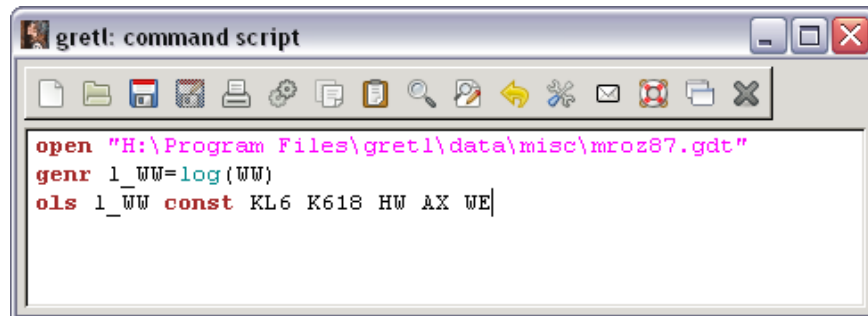 gretl: command script
open "H:\Program Files\gretl\data\misc\mroz87.gdt"
genr l_WW=log(WW)
ols l_WW const KL6 K618 HW AX WE